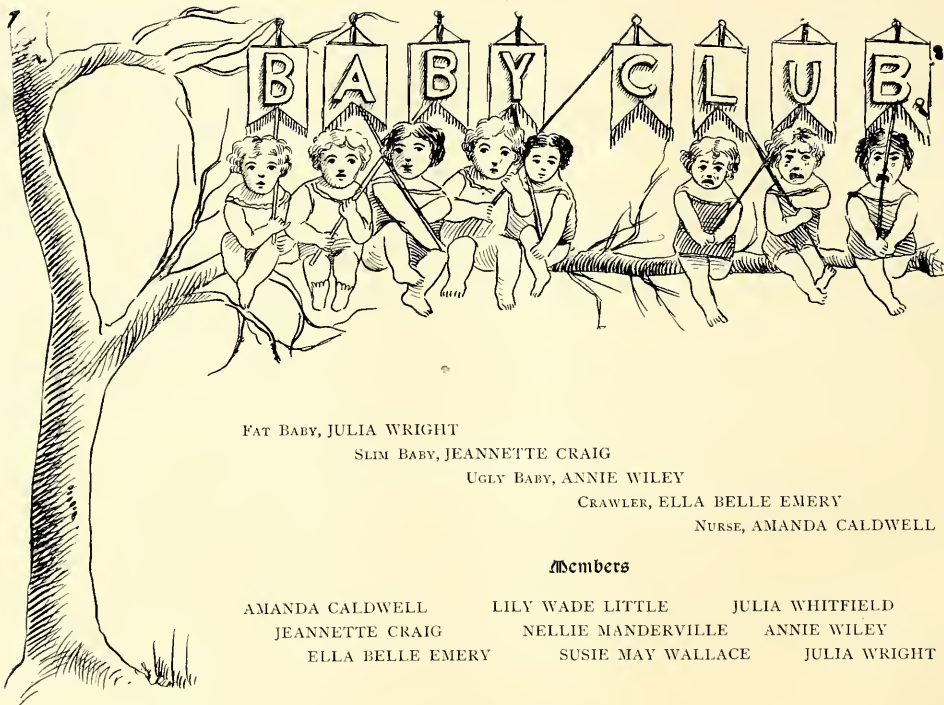 BABY CLUB
Fat Baby, JULIA WRIGHT
Slim Baby, JEANNETTE CRAIG
Ugly Baby, ANNIE WILEY
Crawler, ELLA BELLE EMERY
Nurse, AMANDA CALDWELL
Members
AMANDA CALDWELL LILY WADE LITTLE JULIA WHITFIELD
JEANNETTE CRAIG NELLIE MANDERVILLE ANNIE WILEY
ELLA BELLE EMERY SUSIE MAY WALLACE JULIA WRIGHT